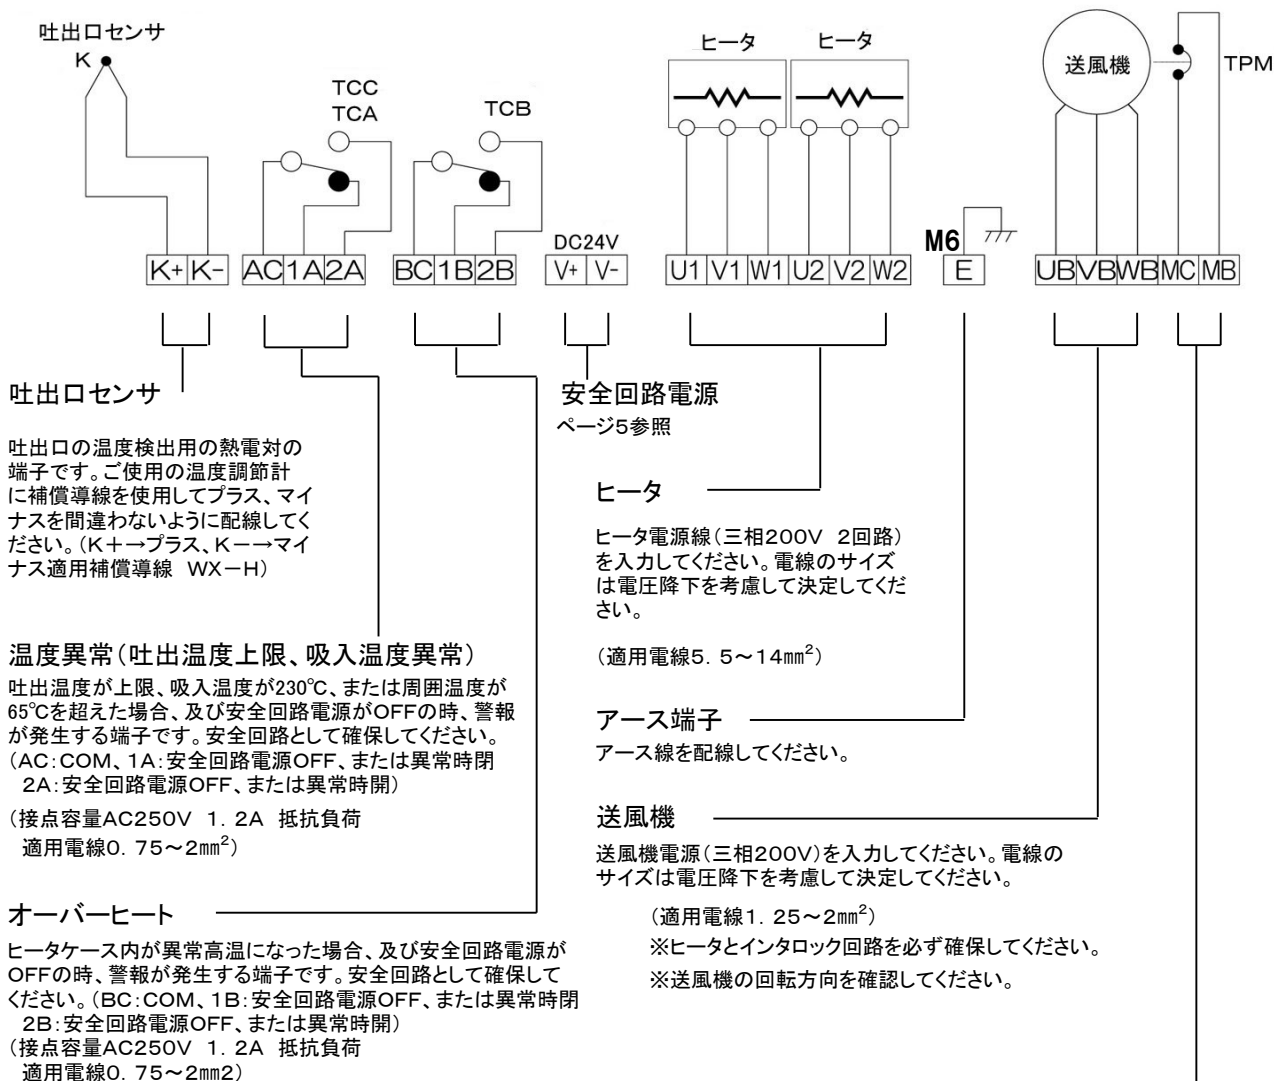 吐出口センサ
K
TCC
TCA
TCB
ヒータ
ヒータ
送風機
TPM
DC24V
M6
K+ K- AC 1A 2A BC 1B 2B V+ V- U1 V1 W1 U2 V2 W2 E UB VB WB MC MB
吐出口センサ
吐出口の温度検出用の熱電対の
端子です。ご使用の温度調節計
に補償導線を使用してプラス、マイ
ナスを間違わないように配線してく
ださい。(K+→プラス、K-→マイ
ナス適用補償導線 WX-H)
温度異常(吐出温度上限、吸入温度異常)
吐出温度が上限、吸入温度が230℃、または周囲温度が
65℃を超えた場合、及び安全回路電源がOFFの時、警報
が発生する端子です。安全回路として確保してください。
(AC:COM、1A:安全回路電源OFF、または異常時閉
2A:安全回路電源OFF、または異常時開)
(接点容量AC250V 1.2A 抵抗負荷
適用電線0.75~2mm²)
オーバーヒート
ヒータケース内が異常高温になった場合、及び安全回路電源が
OFFの時、警報が発生する端子です。安全回路として確保して
ください。(BC:COM、1B:安全回路電源OFF、または異常時閉
2B:安全回路電源OFF、または異常時開)
(接点容量AC250V 1.2A 抵抗負荷
適用電線0.75~2mm2)
安全回路電源
ページ5参照
ヒータ
ヒータ電源線(三相200V 2回路)
を入力してください。電線のサイズ
は電圧降下を考慮して決定してくだ
さい。
(適用電線5.5~14mm²)
アース端子
アース線を配線してください。
送風機
送風機電源(三相200V)を入力してください。電線の
サイズは電圧降下を考慮して決定してください。
(適用電線1.25~2mm²)
※ヒータとインタロック回路を必ず確保してください。
※送風機の回転方向を確認してください。